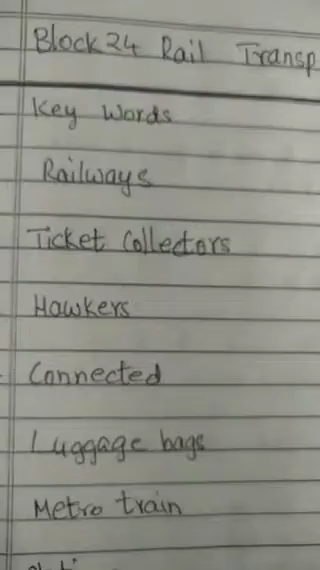 Block 24 Rail Transp
Key Words
Railways
Ticket Collectors
Hawkers
Connected
Luggage bags
Metro train